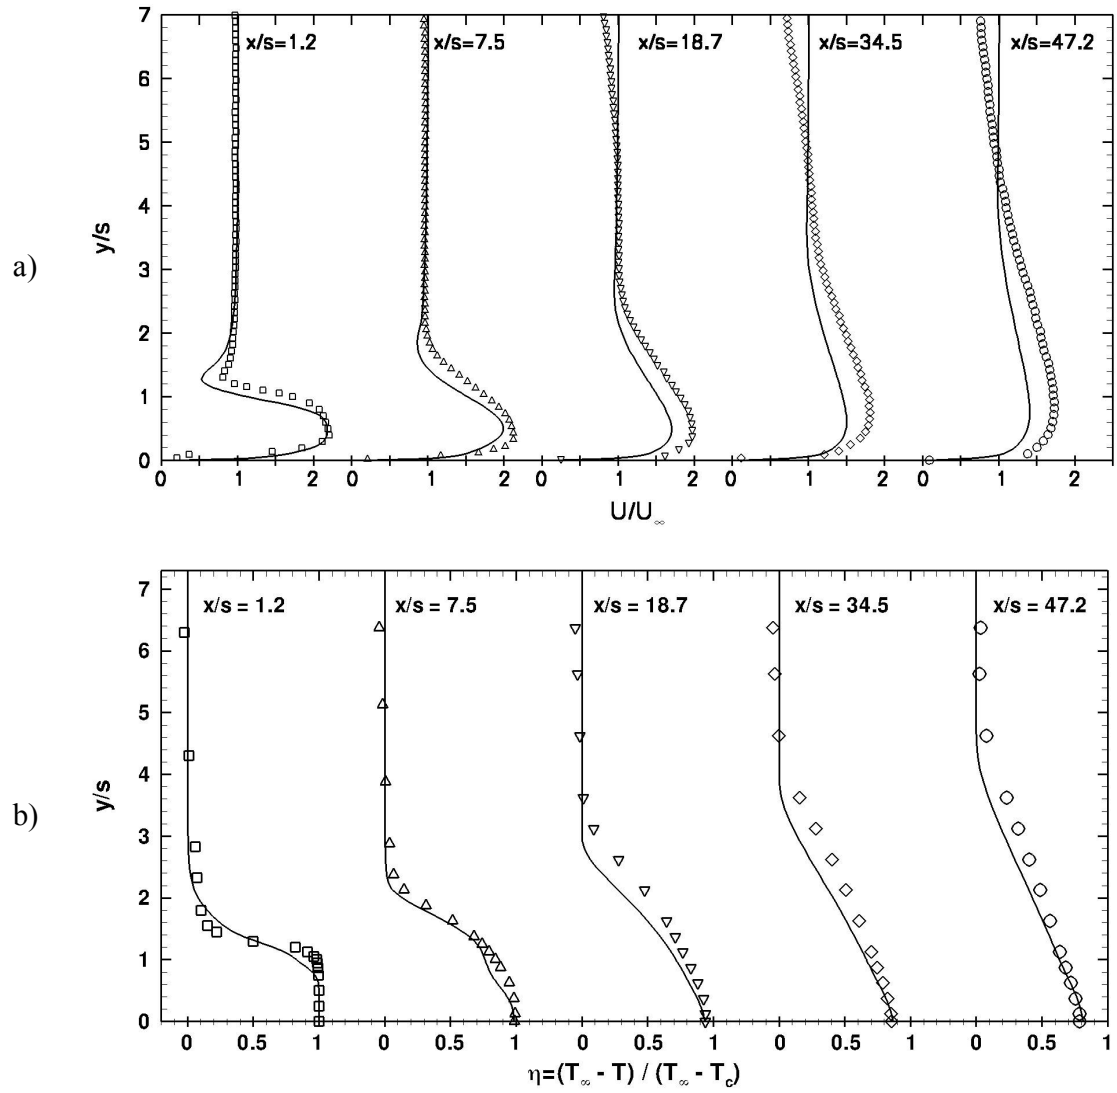 a)
y/s
7
6
5
4
3
2
1
0
x/s=1.2 x/s=7.5 x/s=18.7 x/s=34.5 x/s=47.2
0 1 2 0 1 2 0 1 2 0 1 2 0 1 2
U/U∞
b)
y/s
7
6
5
4
3
2
1
0
x/s = 1.2 x/s = 7.5 x/s = 18.7 x/s = 34.5 x/s = 47.2
0 0.5 1 0 0.5 1 0 0.5 1 0 0.5 1 0 0.5 1
η=(T∞ - T) / (T∞ - Tc)